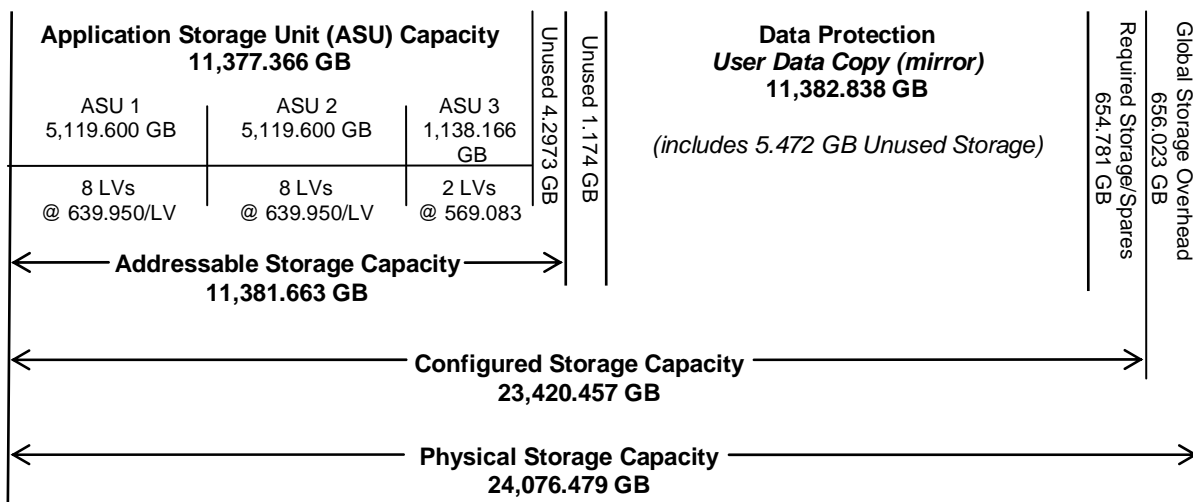 Application Storage Unit (ASU) Capacity
11,377.366 GB
ASU 1
5,119.600 GB
ASU 2
5,119.600 GB
ASU 3
1,138.166
GB
8 LVs
@ 639.950/LV
8 LVs
@ 639.950/LV
2 LVs
@ 569.083
Unused 4.2973 GB
Unused 1.174 GB
Data Protection
User Data Copy (mirror)
11,382.838 GB
(includes 5.472 GB Unused Storage)
Required Storage/Spares
654.781 GB
Global Storage Overhead
656.023 GB
Addressable Storage Capacity
11,381.663 GB
Configured Storage Capacity
23,420.457 GB
Physical Storage Capacity
24,076.479 GB